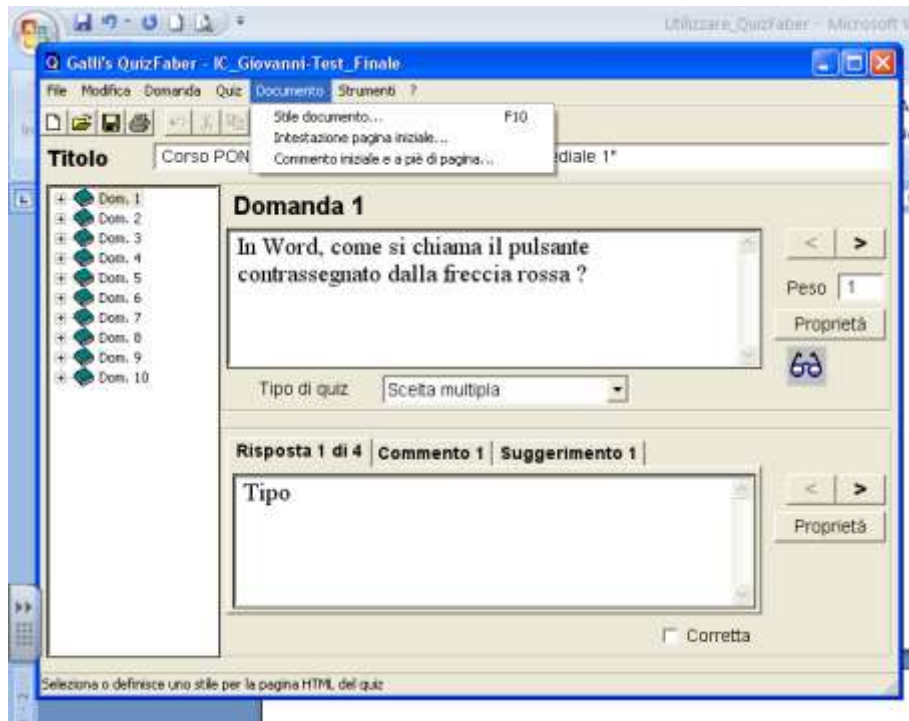 Utilizzare_QuizFaber - Microsoft
Galli's QuizFaber - IC_Giovanni-Test_Finale
File Modifica Domanda Quiz Documento Strumenti ?
Stile documento... F10
Intestazione pagina iniziale...
Commento iniziale e a piè di pagina...
Titolo Corso PON diale 1"
Dom. 1
Dom. 2
Dom. 3
Dom. 4
Dom. 5
Dom. 6
Dom. 7
Dom. 8
Dom. 9
Dom. 10
Domanda 1
In Word, come si chiama il pulsante
contrassegnato dalla freccia rossa ?
< >
Peso 1
Proprietà
Tipo di quiz Scelta multipla
Risposta 1 di 4 Commento 1 Suggerimento 1
Tipo
< >
Proprietà
Corretta
Seleziona o definisce uno stile per la pagina HTML del quiz